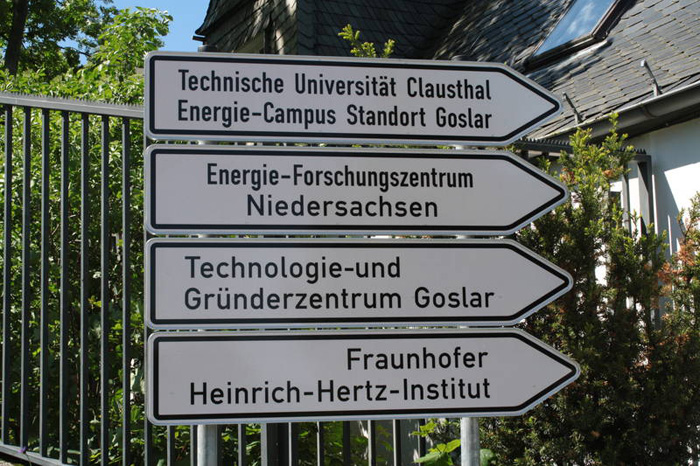 Technische Universität Clausthal
Energie-Campus Standort Goslar
Energie-Forschungszentrum
Niedersachsen
Technologie-und
Gründerzentrum Goslar
Fraunhofer
Heinrich-Hertz-Institut